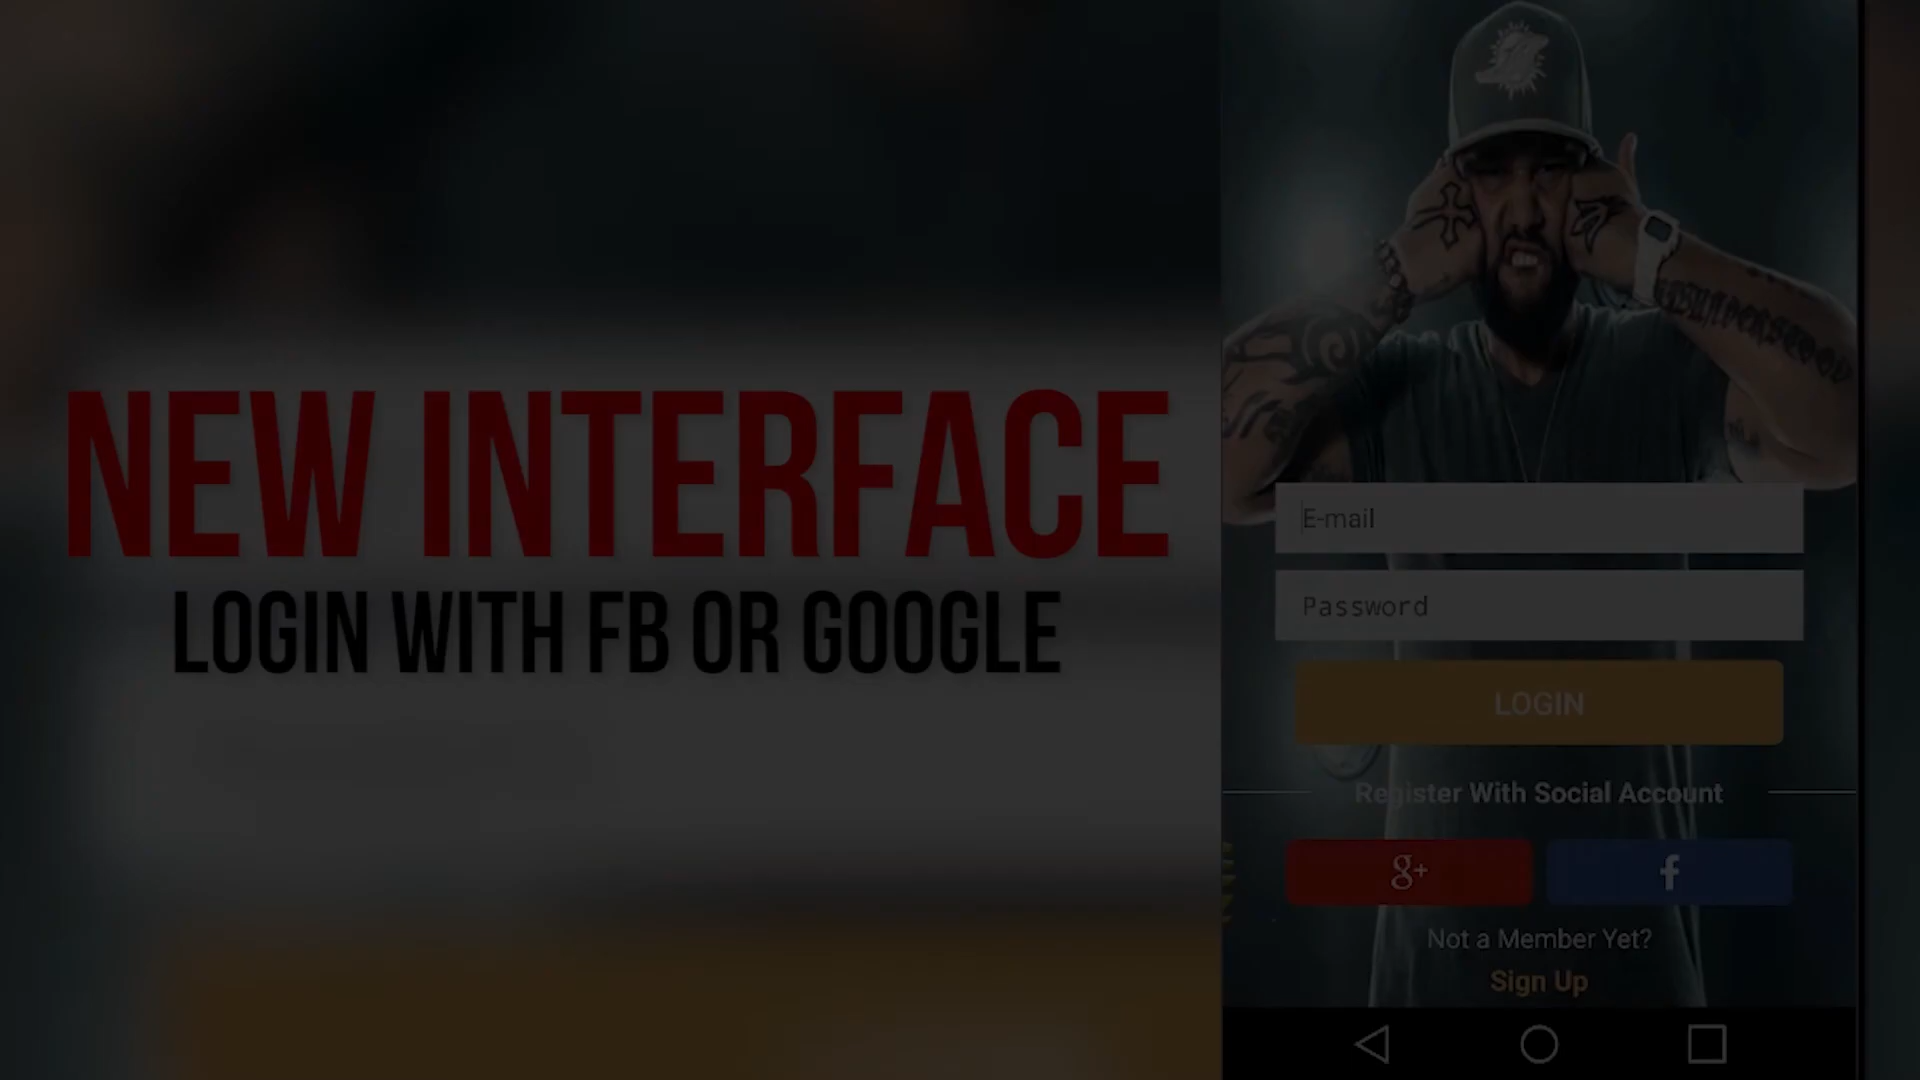 NEW INTERFACE
LOGIN WITH FB OR GOOGLE
E-mail
Password
LOGIN
Register With Social Account
g+
f
Not a Member Yet?
Sign Up